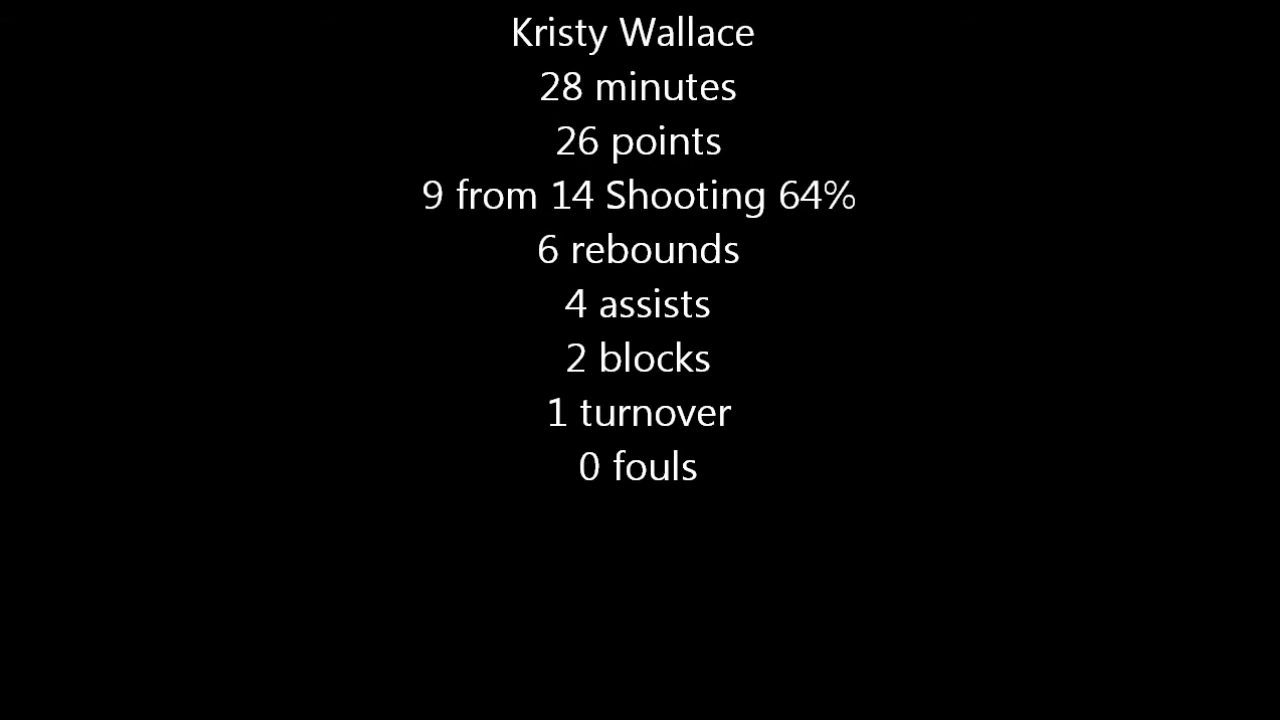 Kristy Wallace
28 minutes
26 points
9 from 14 Shooting 64%
6 rebounds
4 assists
2 blocks
1 turnover
0 fouls